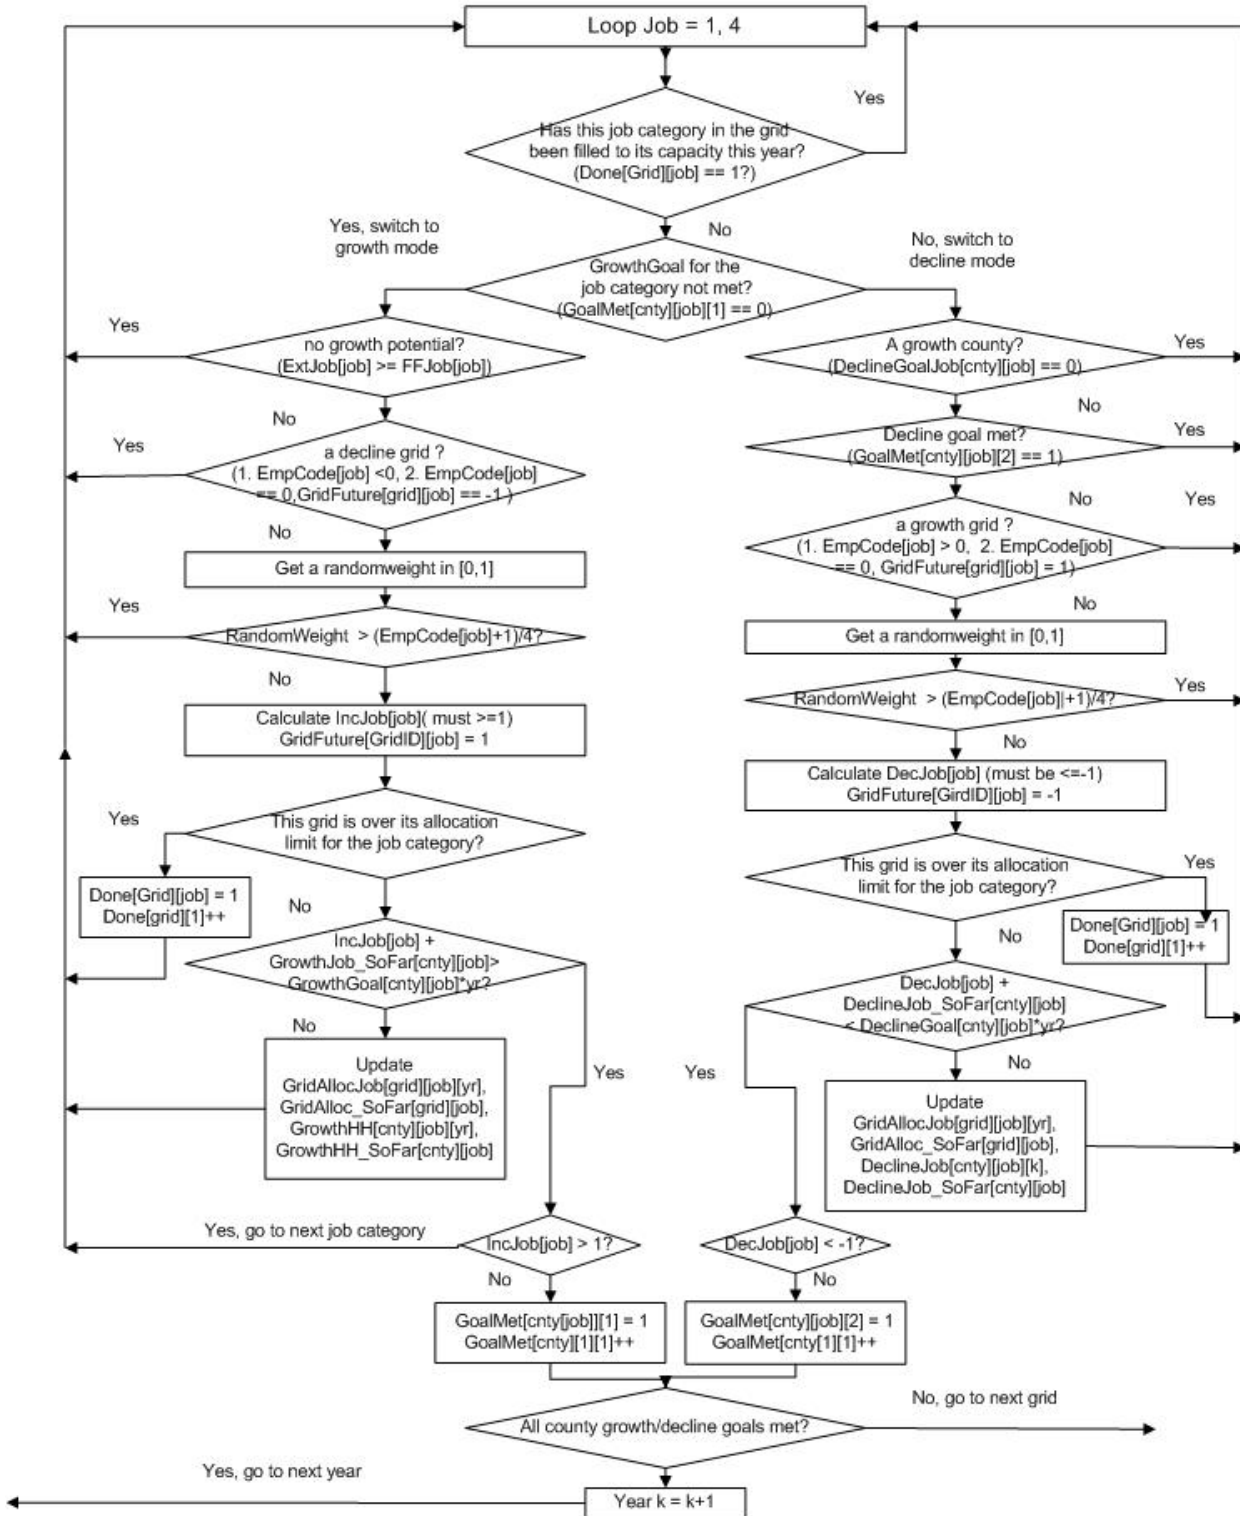 Loop Job = 1, 4
Yes
Has this job category in the grid
been filled to its capacity this year?
(Done[Grid][job] == 1?)
Yes, switch to
growth mode
No
No, switch to
decline mode
GrowthGoal for the
job category not met?
(GoalMet[cnty][job][1] == 0)
Yes
no growth potential?
(ExtJob[job] >= FFJob[job])
A growth county?
(DeclineGoalJob[cnty][job] == 0)
Yes
No
No
Yes
a decline grid ?
(1. EmpCode[job] <0, 2. EmpCode[job]
== 0,GridFuture[grid][job] == -1 )
Decline goal met?
(GoalMet[cnty][job][2] == 1)
Yes
No
Yes
No
a growth grid ?
(1. EmpCode[job] > 0, 2. EmpCode[job]
== 0, GridFuture[grid][job] = 1)
Get a randomweight in [0,1]
No
Yes
RandomWeight > (EmpCode[job]+1)/4?
Get a randomweight in [0,1]
No
RandomWeight > (EmpCode[job]|+1)/4?
Yes
Calculate IncJob[job]( must >=1)
GridFuture[GridID][job] = 1
No
Calculate DecJob[job] (must be <=-1)
GridFuture[GirdID][job] = -1
Yes
This grid is over its allocation
limit for the job category?
This grid is over its allocation
limit for the job category?
Yes
Done[Grid][job] = 1
Done[grid][1]++
No
Done[Grid][job] = 1
Done[grid][1]++
No
IncJob[job] +
GrowthJob_SoFar[cnty][job]>
GrowthGoal[cnty][job]*yr?
DecJob[job] +
DeclineJob_SoFar[cnty][job]
< DeclineGoal[cnty][job]*yr?
No
Update
GridAllocJob[grid][job][yr],
GridAlloc_SoFar[grid][job],
GrowthHH[cnty][job][yr],
GrowthHH_SoFar[cnty][job]
Yes
Yes
No
Update
GridAllocJob[grid][job][yr],
GridAlloc_SoFar[grid][job],
DeclineJob[cnty][job][k],
DeclineJob_SoFar[cnty][job]
Yes, go to next job category
IncJob[job] > 1?
DecJob[job] < -1?
No
No
GoalMet[cnty[job]][1] = 1
GoalMet[cnty][1][1]++
GoalMet[cnty][job][2] = 1
GoalMet[cnty[1][1]++
All county growth/decline goals met?
No, go to next grid
Yes, go to next year
Year k = k+1